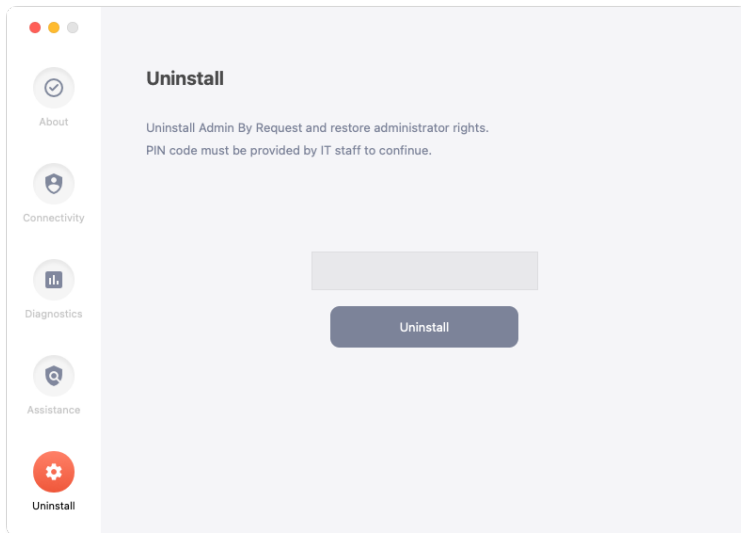 Uninstall
Uninstall Admin By Request and restore administrator rights.
PIN code must be provided by IT staff to continue.
Uninstall
About
Connectivity
Diagnostics
Assistance
Uninstall